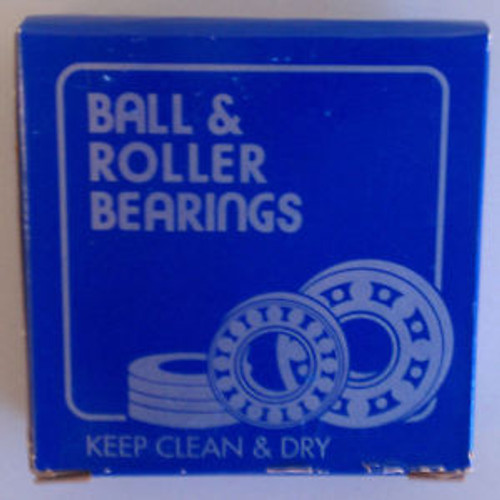 BALL &
ROLLER
BEARINGS
KEEP CLEAN & DRY